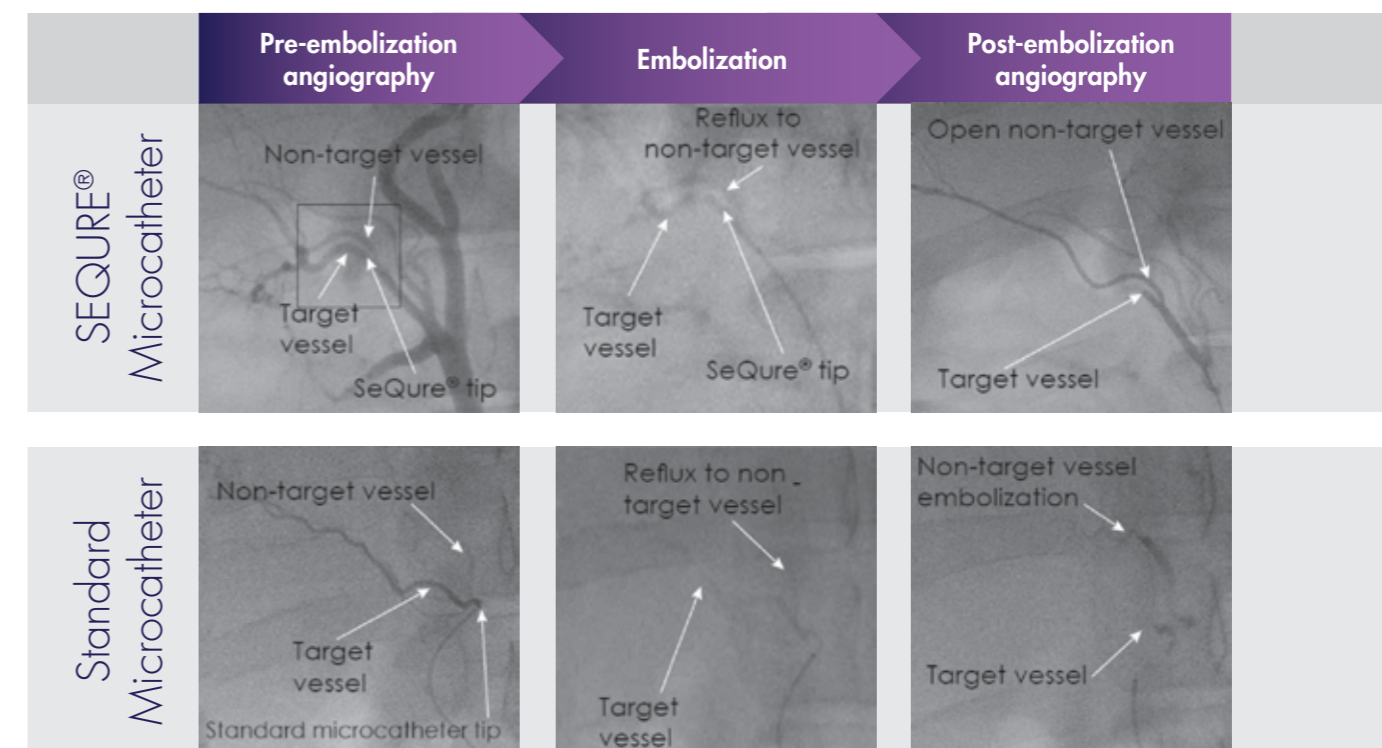 Pre-embolization
angiography
Embolization
Post-embolization
angiography
SEQURE®
Microcatheter
Non-target vessel
Target
vessel
SeQure® tip
Reflux to
non-target vessel
Target
vessel
SeQure® tip
Open non-target vessel
Target vessel
Standard
Microcatheter
Non-target vessel
Target
vessel
Standard microcatheter tip
Reflux to non -
target vessel
Target
vessel
Non-target vessel
embolization
Target vessel